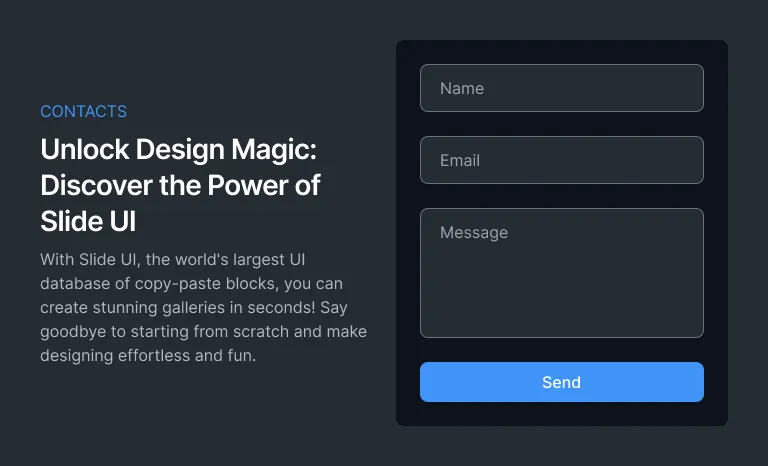 CONTACTS
Unlock Design Magic:
Discover the Power of
Slide UI
With Slide UI, the world's largest UI
database of copy-paste blocks, you can
create stunning galleries in seconds! Say
goodbye to starting from scratch and make
designing effortless and fun.
Name
Email
Message
Send